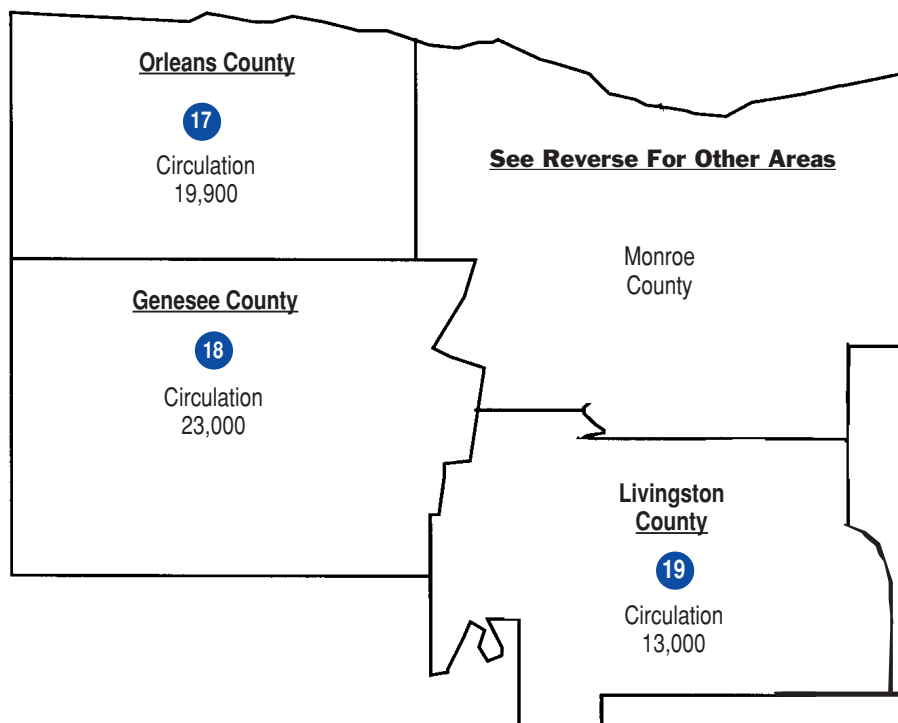 Orleans County
17
Circulation
19,900
See Reverse For Other Areas
Monroe
County
Genesee County
18
Circulation
23,000
Livingston
County
19
Circulation
13,000